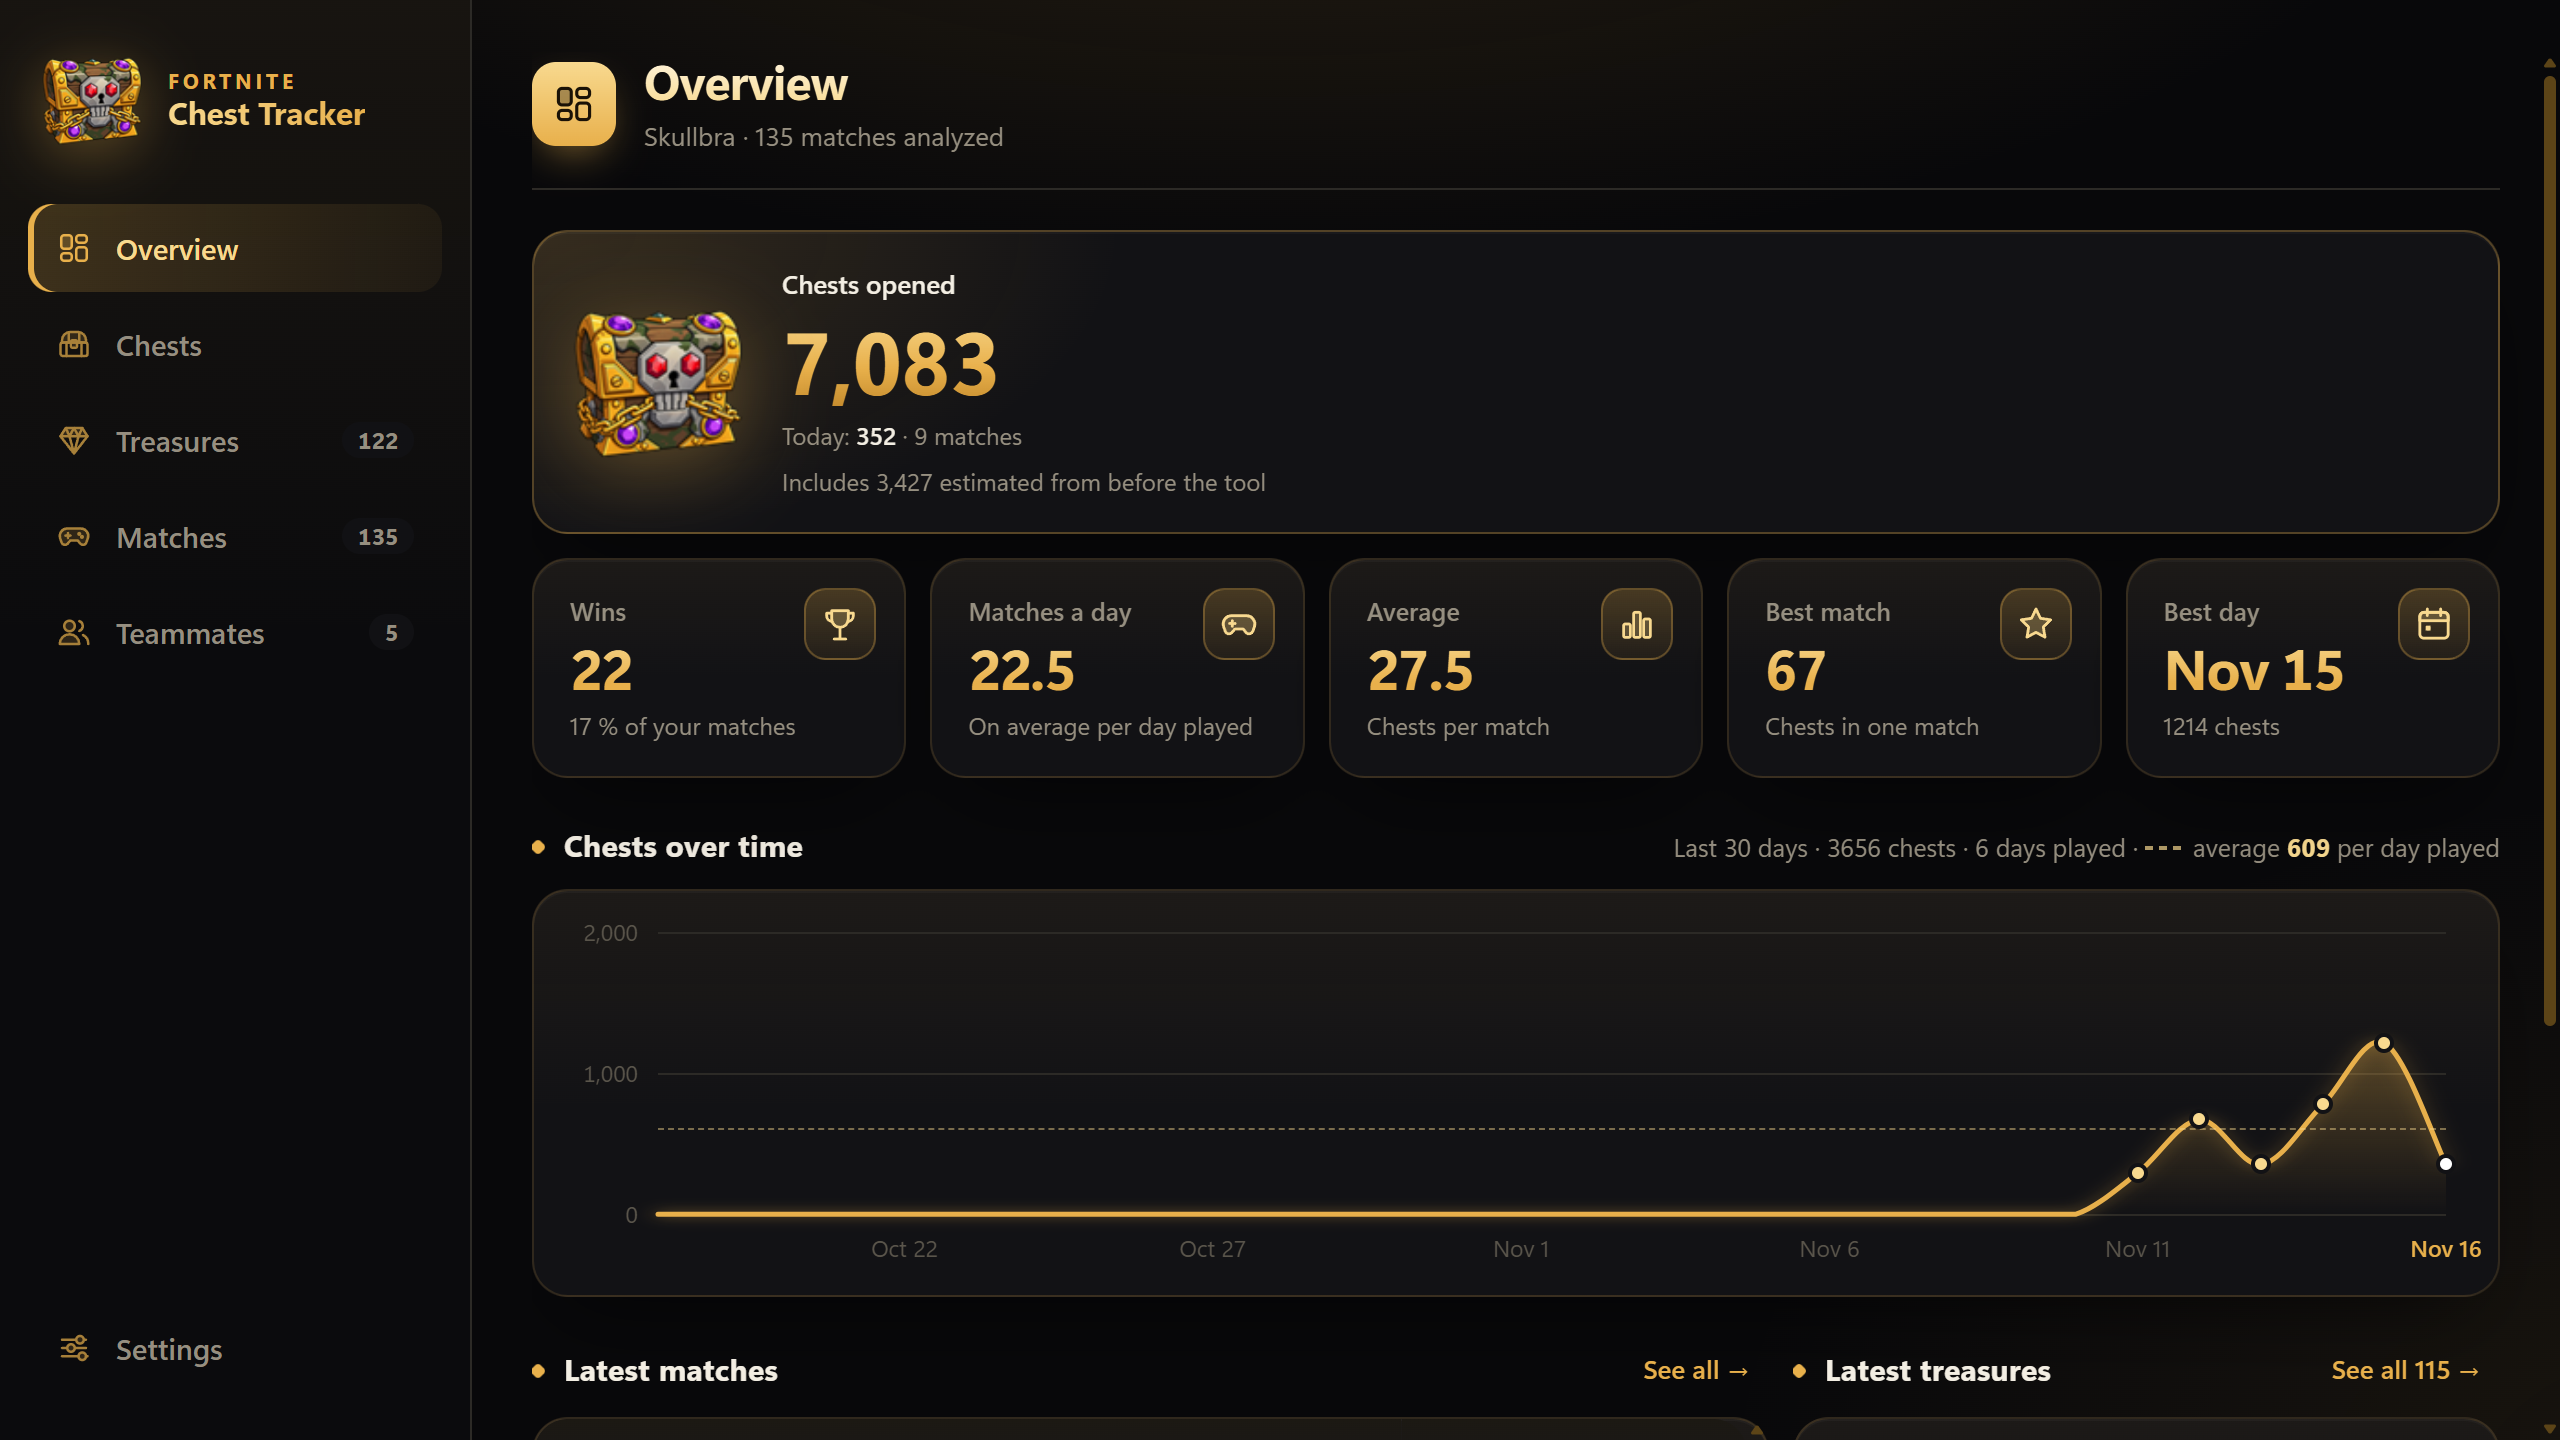 FORTNITE
Chest Tracker
Overview
Chests
Treasures 122
Matches 135
Teammates 5
Settings
Overview
Skullbra · 135 matches analyzed
Chests opened
7,083
Today: 352 · 9 matches
Includes 3,427 estimated from before the tool
Wins
22
17 % of your matches
Matches a day
22.5
On average per day played
Average
27.5
Chests per match
Best match
67
Chests in one match
Best day
Nov 15
1214 chests
Chests over time
Last 30 days · 3656 chests · 6 days played · --- average 609 per day played
2,000
1,000
0
Oct 22 Oct 27 Nov 1 Nov 6 Nov 11 Nov 16
Latest matches See all →
Latest treasures See all 115 →